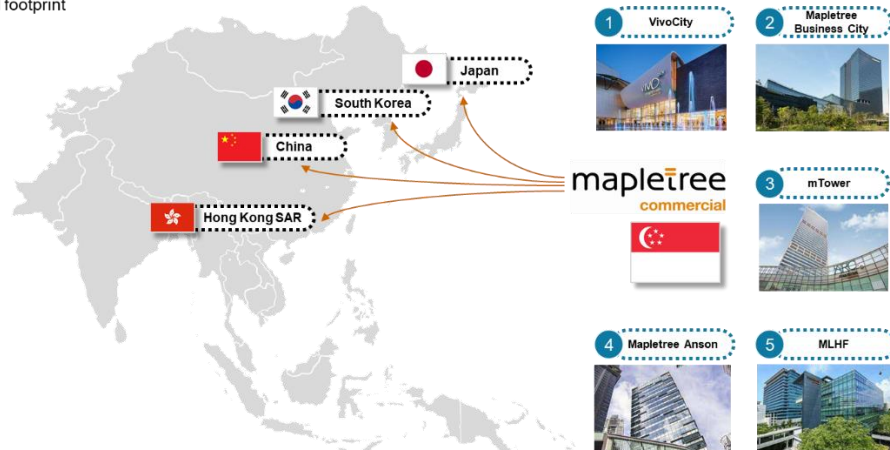 footprint
1
VivoCity
2
Mapletree
Business City
Japan
South Korea
China
Hong Kong SAR
mapletree
commercial
3
mTower
4
Mapletree Anson
5
MLHF
VIVO